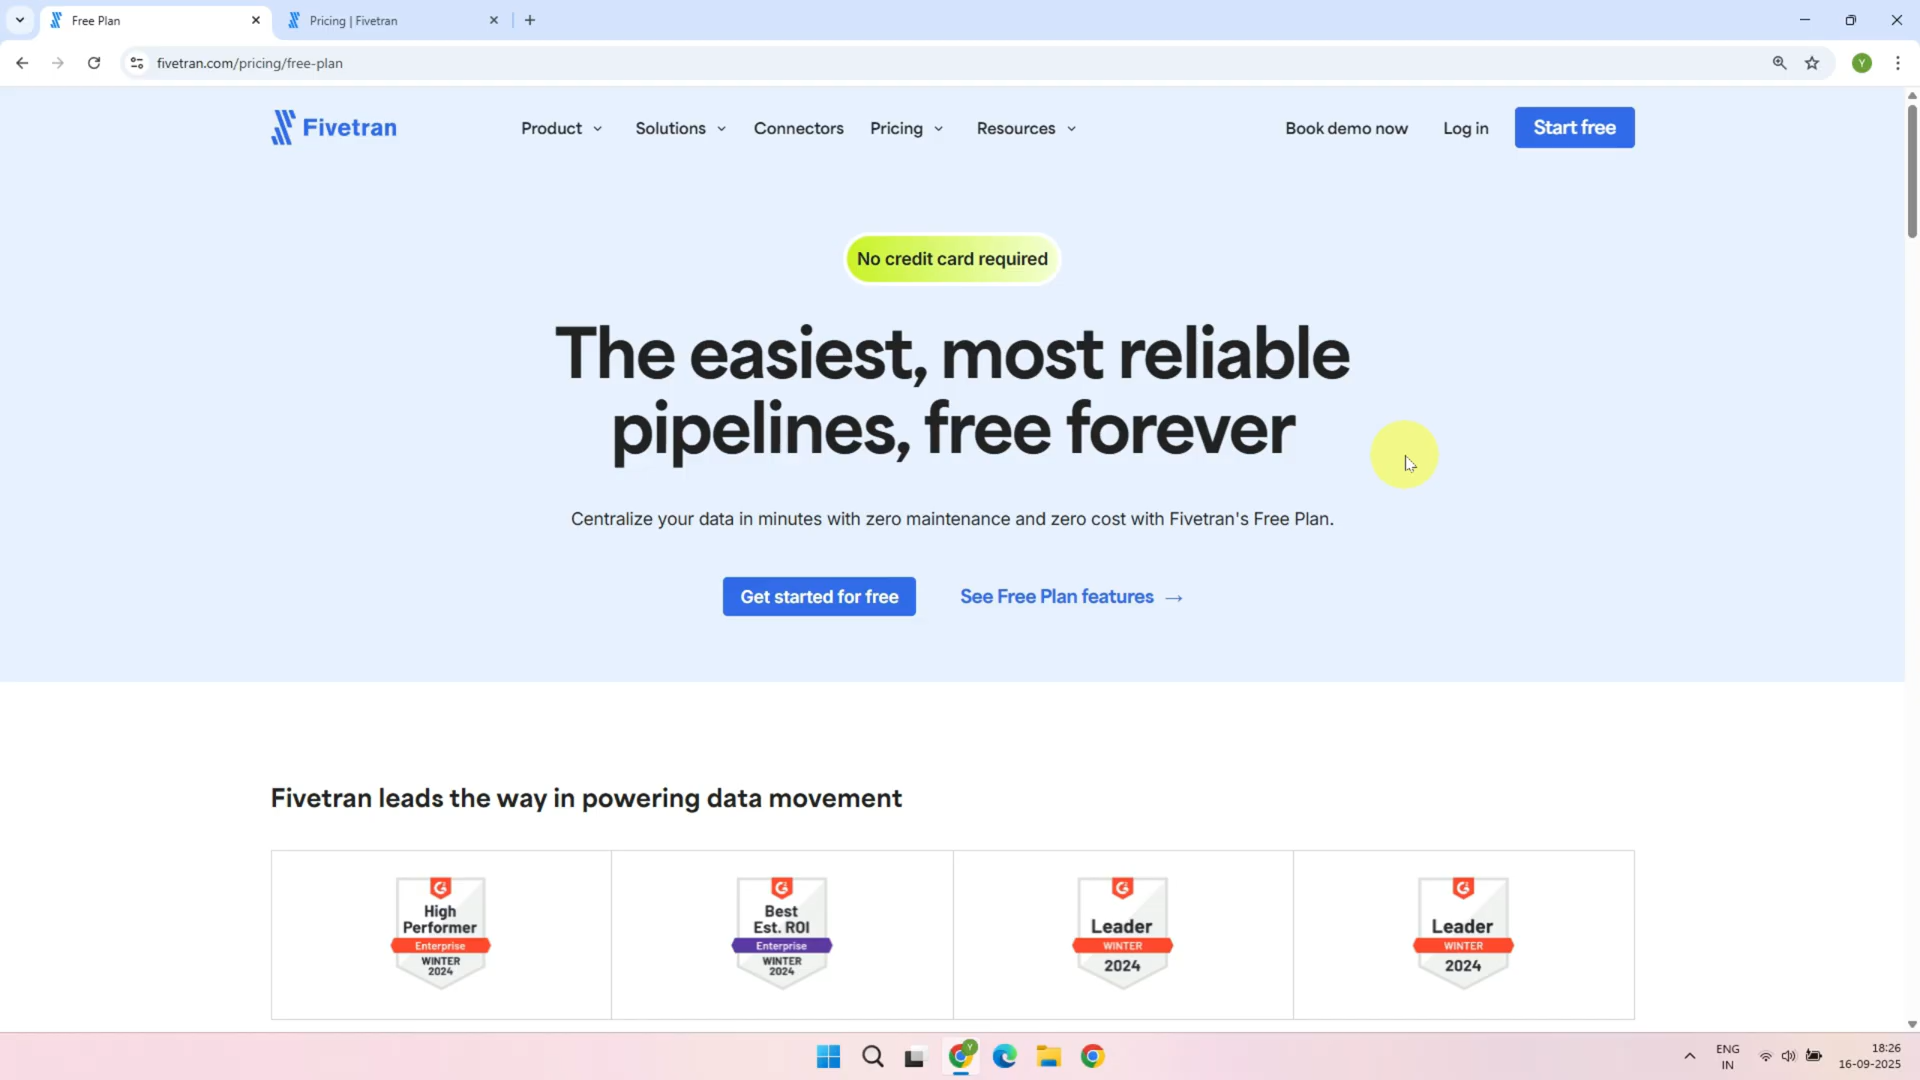 Free Plan
Pricing | Fivetran
fivetran.com/pricing/free-plan
Y
Fivetran
Product
Solutions
Connectors
Pricing
Resources
Book demo now
Log in
Start free
No credit card required
The easiest, most reliable
pipelines, free forever
Centralize your data in minutes with zero maintenance and zero cost with Fivetran's Free Plan.
Get started for free
See Free Plan features →
Fivetran leads the way in powering data movement
High
Performer
Enterprise
WINTER
2024
Best
Est. ROI
Enterprise
WINTER
2024
Leader
WINTER
2024
Leader
WINTER
2024
Y
ENG
IN
18:26
16-09-2025